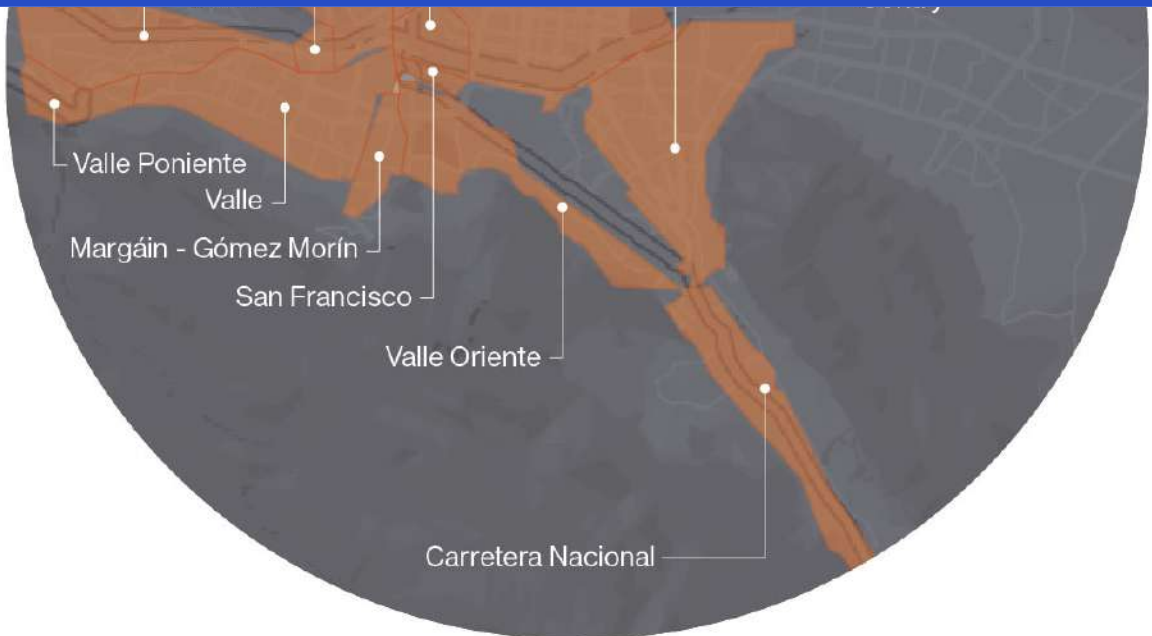 Valle Poniente
Valle
Margáin - Gómez Morín
San Francisco
Valle Oriente
Carretera Nacional